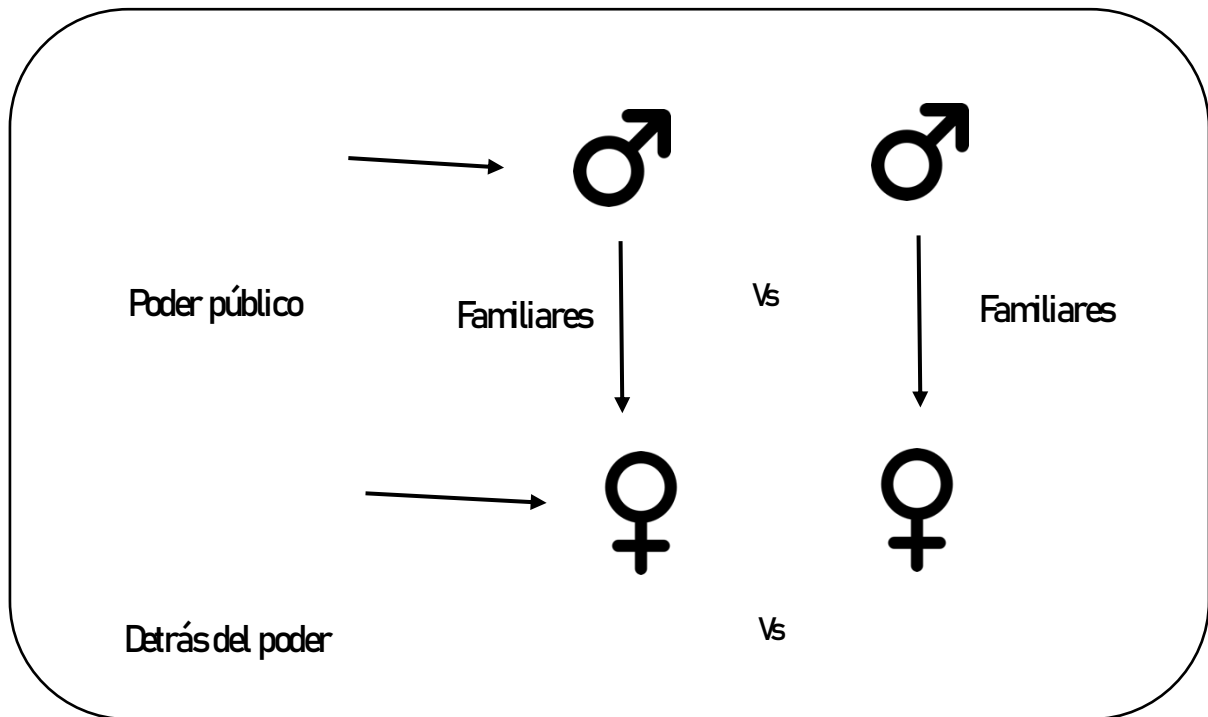 Poder público
Familiares
Vs
Familiares
Detrás del poder
Vs